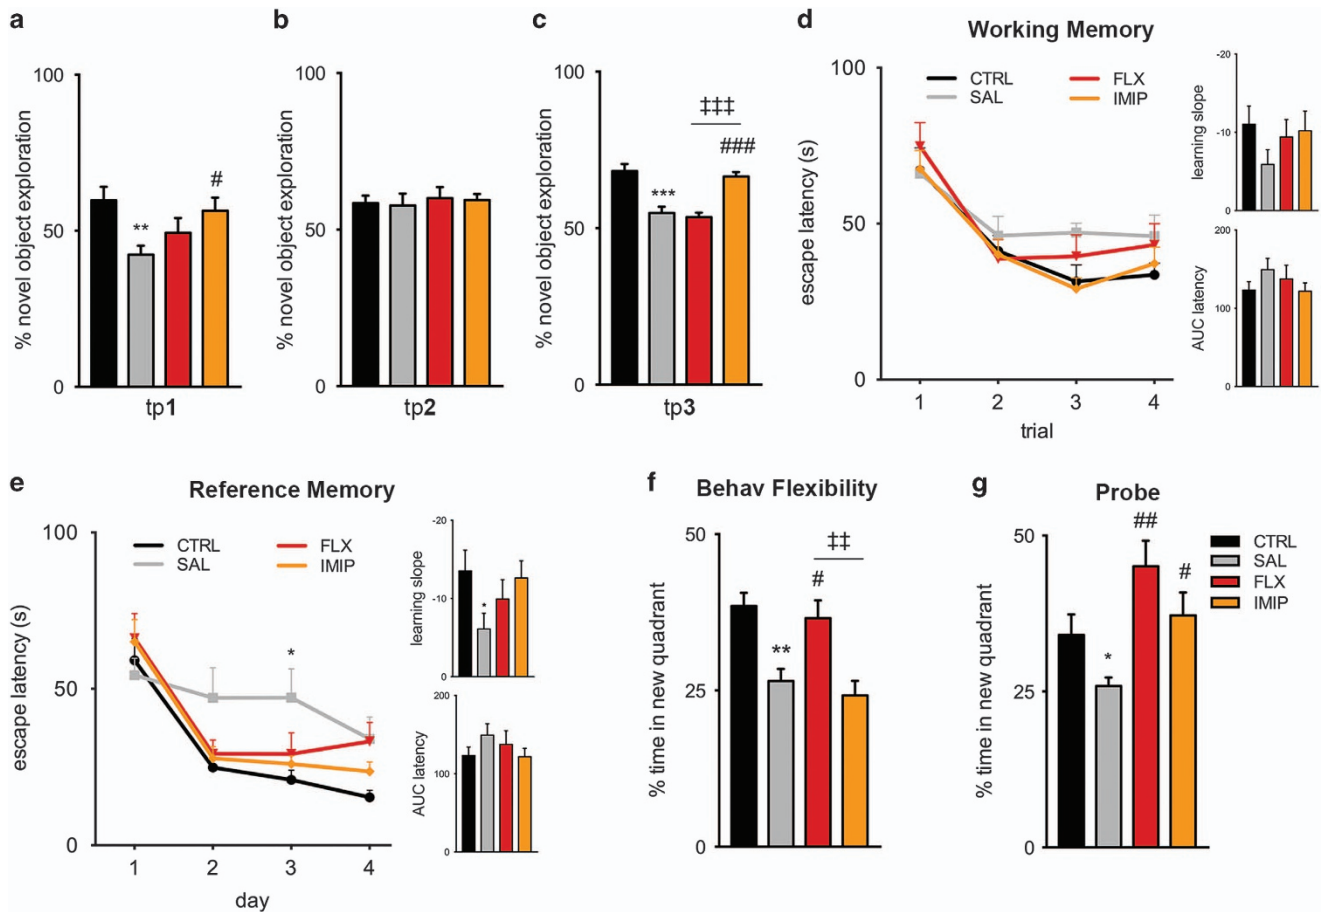 a
% novel object exploration
100
50
0
**
#
tp1
b
% novel object exploration
100
50
0
tp2
c
% novel object exploration
100
50
0
***
‡‡‡
###
tp3
d
Working Memory
escape latency (s)
100
50
0
CTRL
SAL
FLX
IMIP
1 2 3 4
trial
learning slope
-20
-10
0
AUC latency
200
100
0
e
Reference Memory
escape latency (s)
100
50
0
CTRL
SAL
FLX
IMIP
*
1 2 3 4
day
learning slope
-20
-10
0
*
AUC latency
200
100
0
f
Behav Flexibility
% time in new quadrant
50
25
0
**
#
‡‡
g
Probe
% time in new quadrant
50
25
0
*
##
#
CTRL
SAL
FLX
IMIP